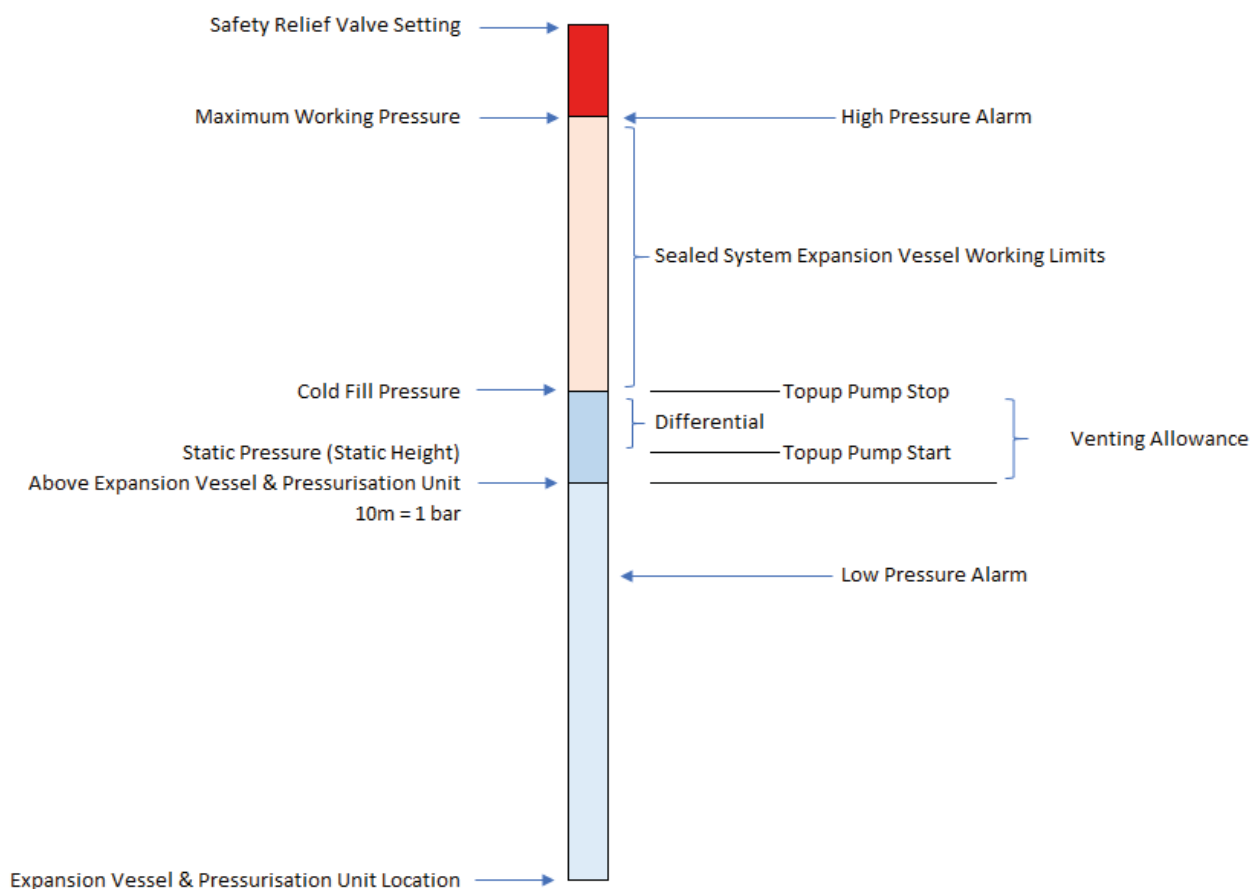 Safety Relief Valve Setting
Maximum Working Pressure
High Pressure Alarm
Sealed System Expansion Vessel Working Limits
Cold Fill Pressure
Topup Pump Stop
Differential
Venting Allowance
Static Pressure (Static Height)
Topup Pump Start
Above Expansion Vessel & Pressurisation Unit
10m = 1 bar
Low Pressure Alarm
Expansion Vessel & Pressurisation Unit Location